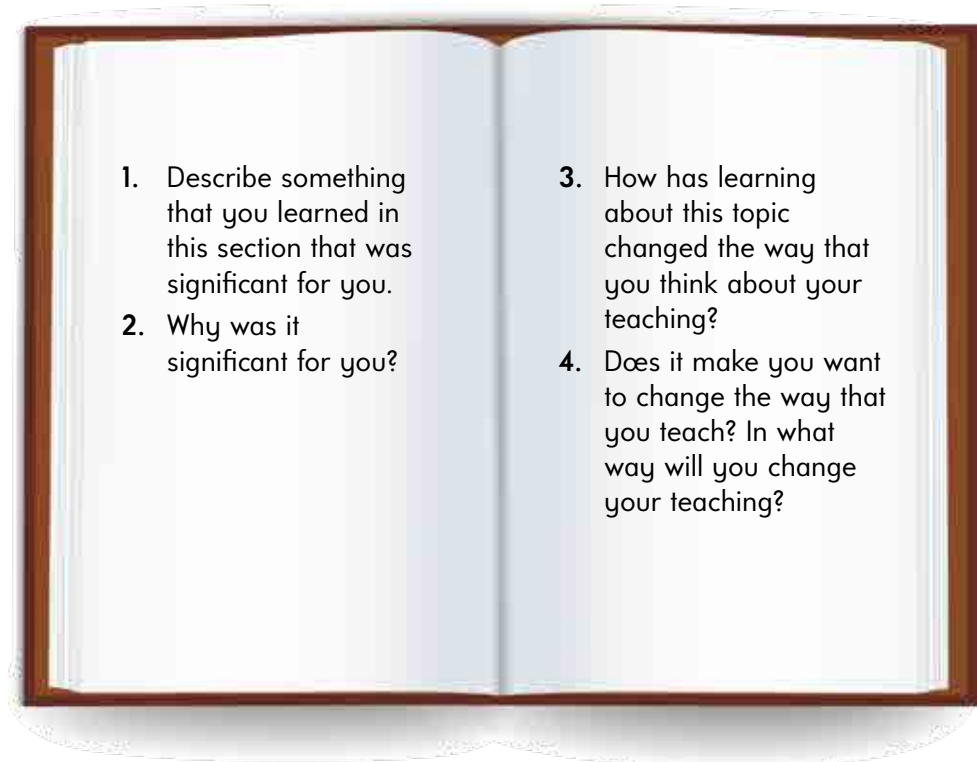 1. Describe something
that you learned in
this section that was
significant for you.
2. Why was it
significant for you?
3. How has learning
about this topic
changed the way that
you think about your
teaching?
4. Does it make you want
to change the way that
you teach? In what
way will you change
your teaching?